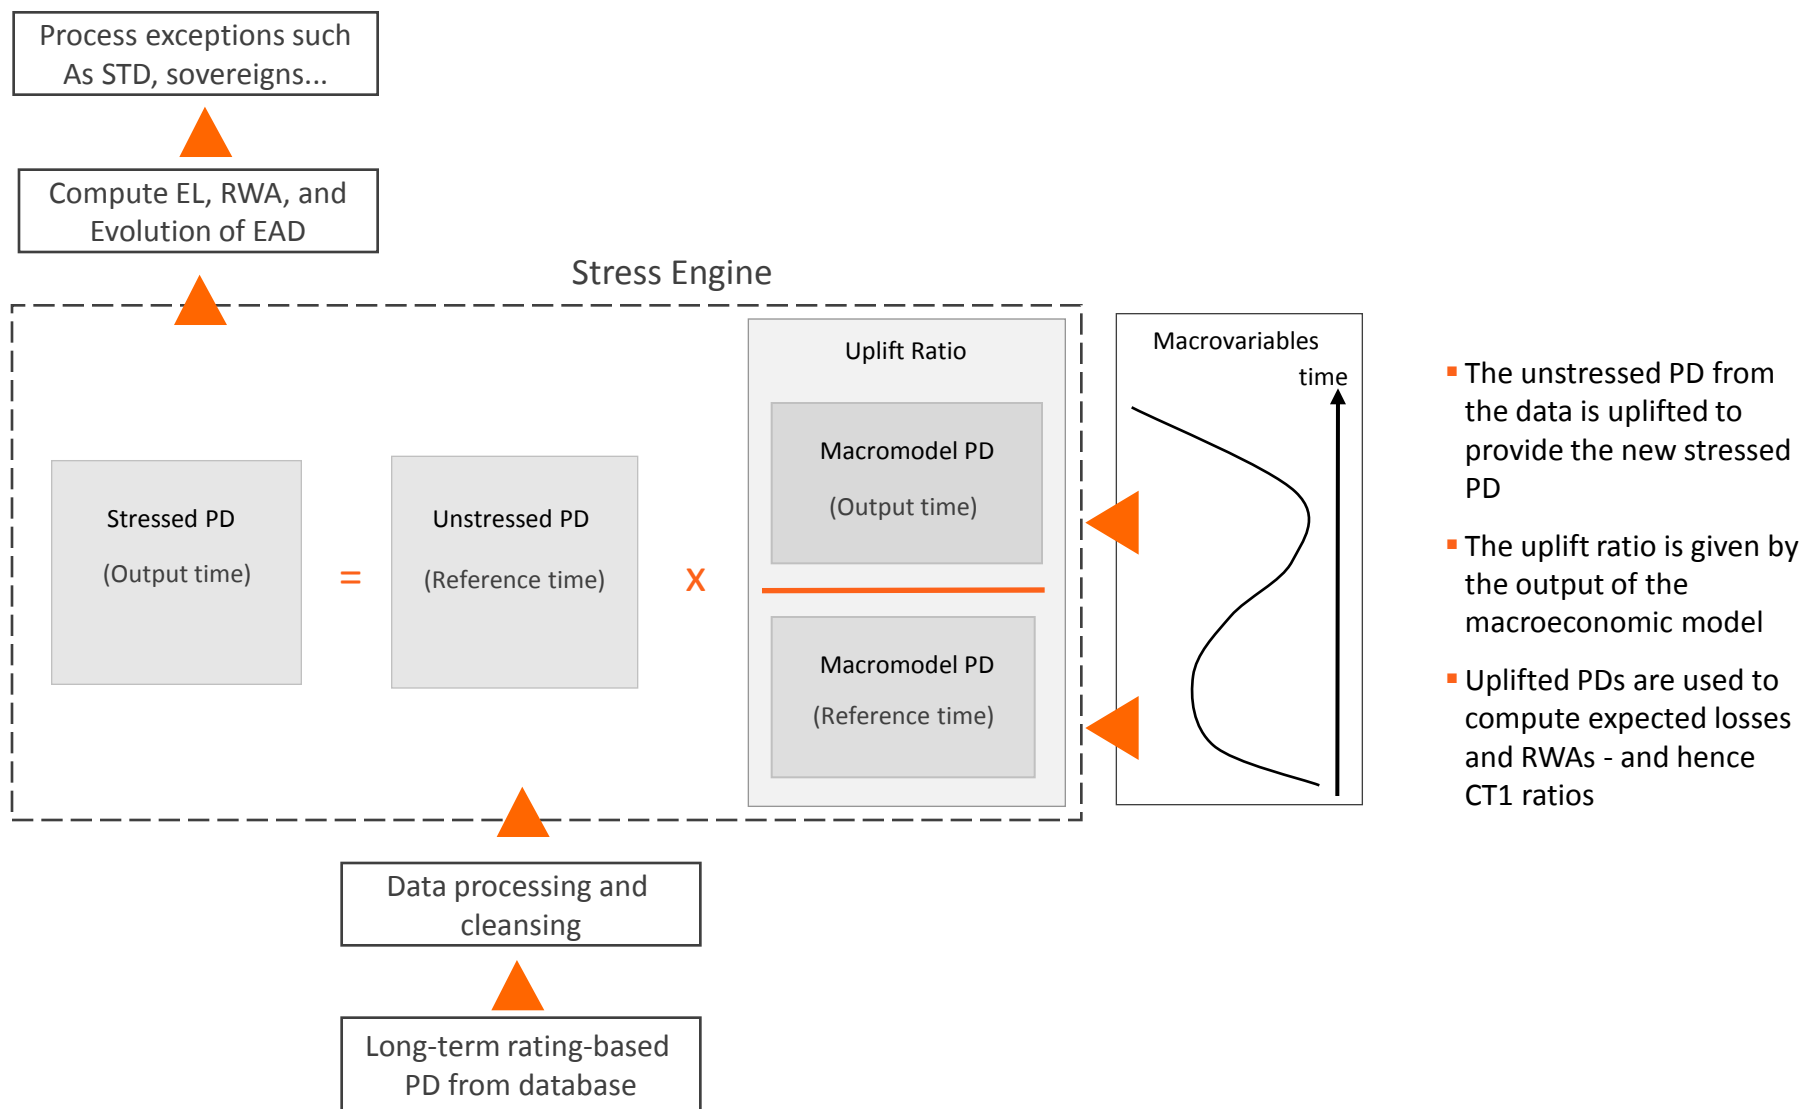 Process exceptions such
As STD, sovereigns...
Compute EL, RWA, and
Evolution of EAD
Stress Engine
Stressed PD
(Output time)
=
Unstressed PD
(Reference time)
x
Uplift Ratio
Macromodel PD
(Output time)
Macromodel PD
(Reference time)
Macrovariables
time
▪ The unstressed PD from
the data is uplifted to
provide the new stressed
PD
▪ The uplift ratio is given by
the output of the
macroeconomic model
▪ Uplifted PDs are used to
compute expected losses
and RWAs - and hence
CT1 ratios
Data processing and
cleansing
Long-term rating-based
PD from database